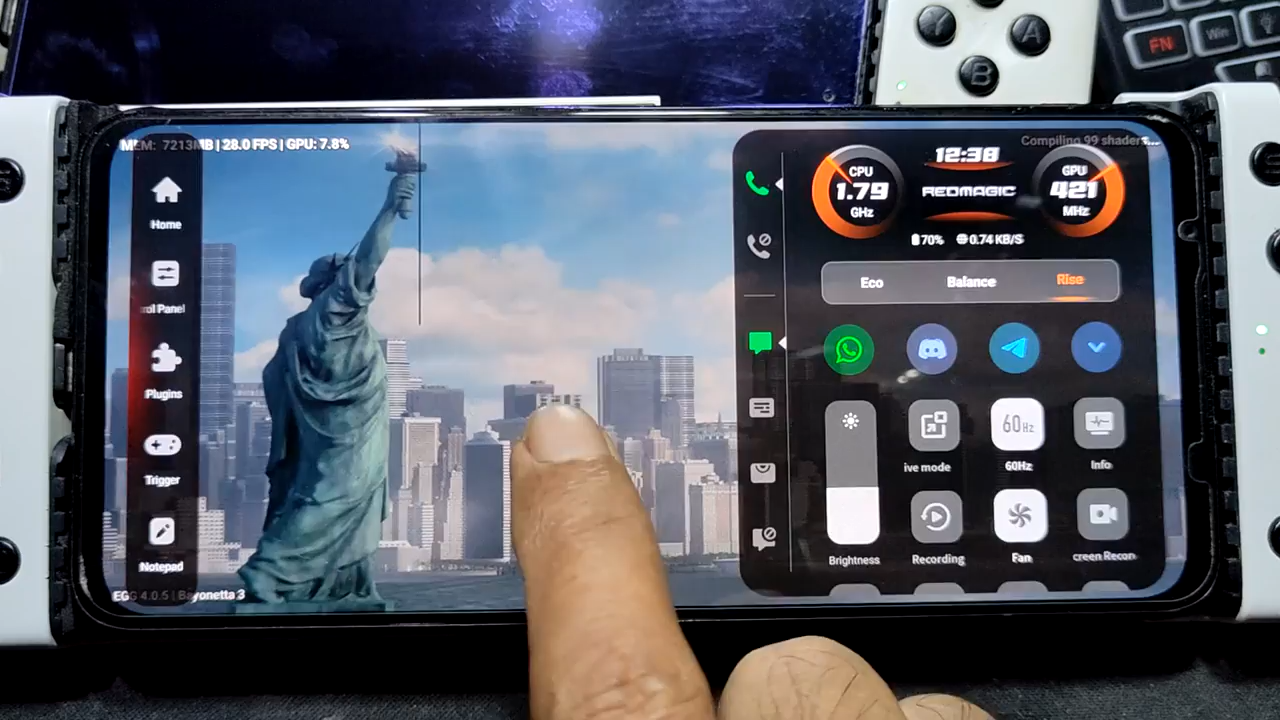 A
B
FN
Win
MEM: 7213MB | 28.0 FPS | GPU: 7.8%
Compiling 99 shaders...
Home
rol Panel
Plugins
Trigger
Notepad
EGG 4.0.5 | Bayonetta 3
CPU
1.79
GHz
12:38
REDMAGIC
GPU
421
MHz
70%
0.74 KB/S
Eco
Balance
Rise
60Hz
ive mode
60Hz
Info
Brightness
Recording
Fan
creen Recor